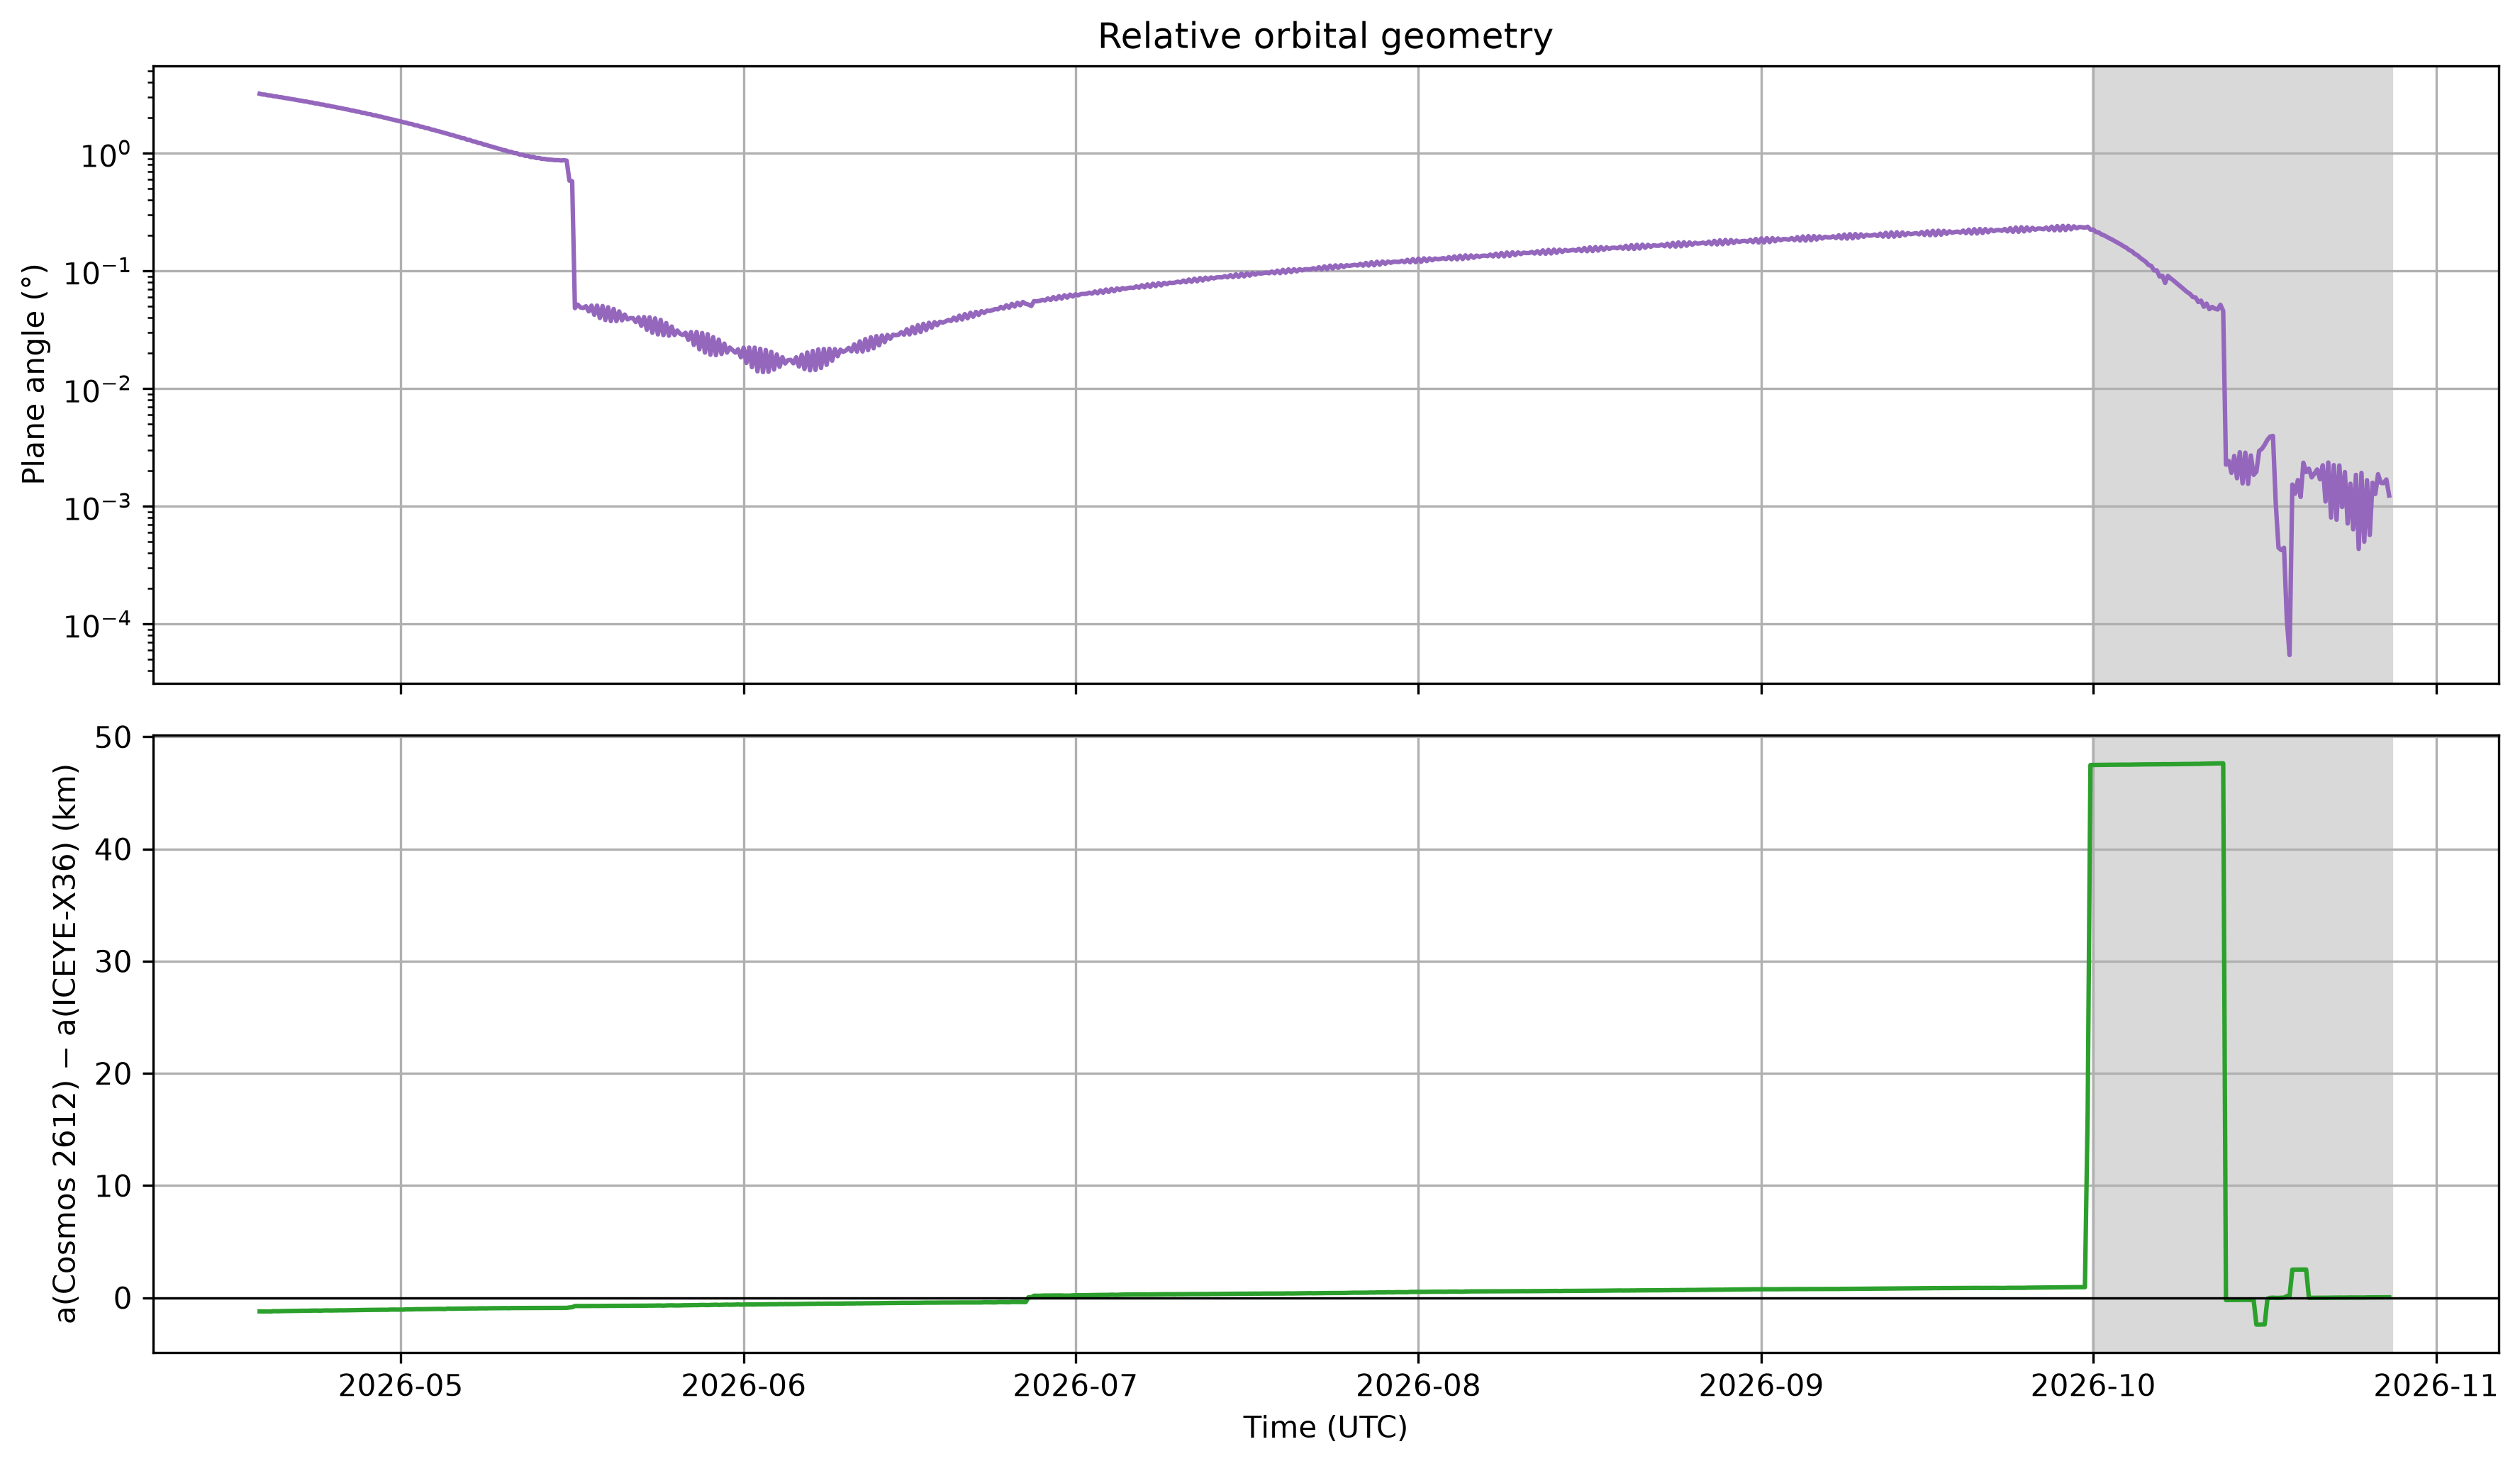 Relative orbital geometry
Plane angle (°)
10⁰
10⁻¹
10⁻²
10⁻³
10⁻⁴
a(Cosmos 2612) − a(ICEYE-X36) (km)
50
40
30
20
10
0
2026-05 2026-06 2026-07 2026-08 2026-09 2026-10 2026-11
Time (UTC)